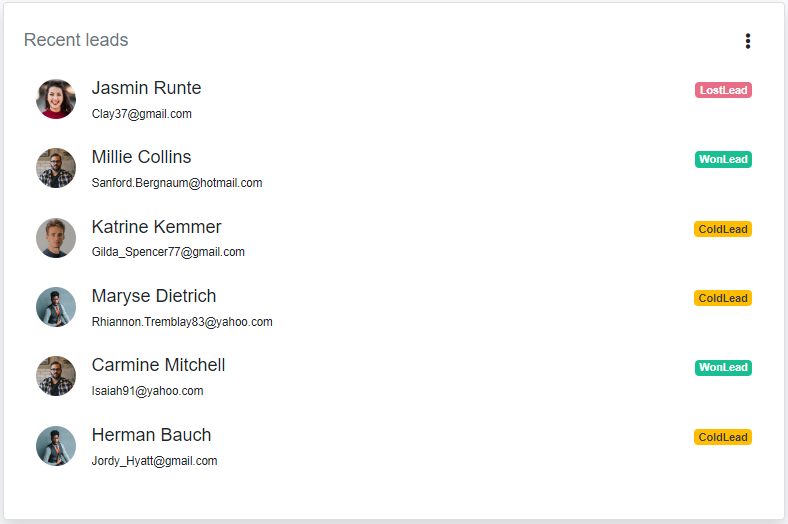 Recent leads
Jasmin Runte
LostLead
Clay37@gmail.com
Millie Collins
WonLead
Sanford.Bergnaum@hotmail.com
Katrine Kemmer
ColdLead
Gilda_Spencer77@gmail.com
Maryse Dietrich
ColdLead
Rhiannon.Tremblay83@yahoo.com
Carmine Mitchell
WonLead
Isaiah91@yahoo.com
Herman Bauch
ColdLead
Jordy_Hyatt@gmail.com